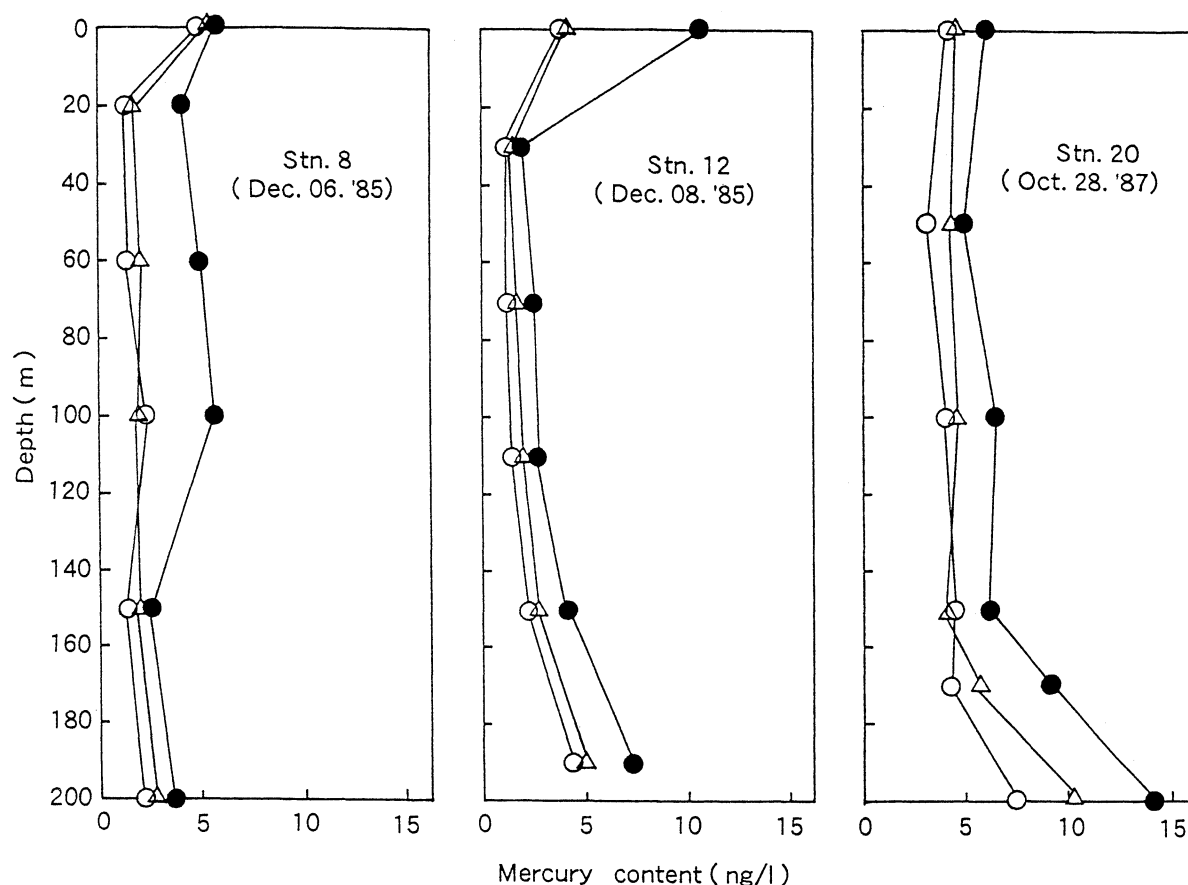 0
20
40
60
80
100
120
140
160
180
200
Depth (m)
Stn. 8
(Dec. 06. '85)
Stn. 12
(Dec. 08. '85)
Stn. 20
(Oct. 28. '87)
0 5 10 15
0 5 10 15
0 5 10 15
Mercury content (ng/l)